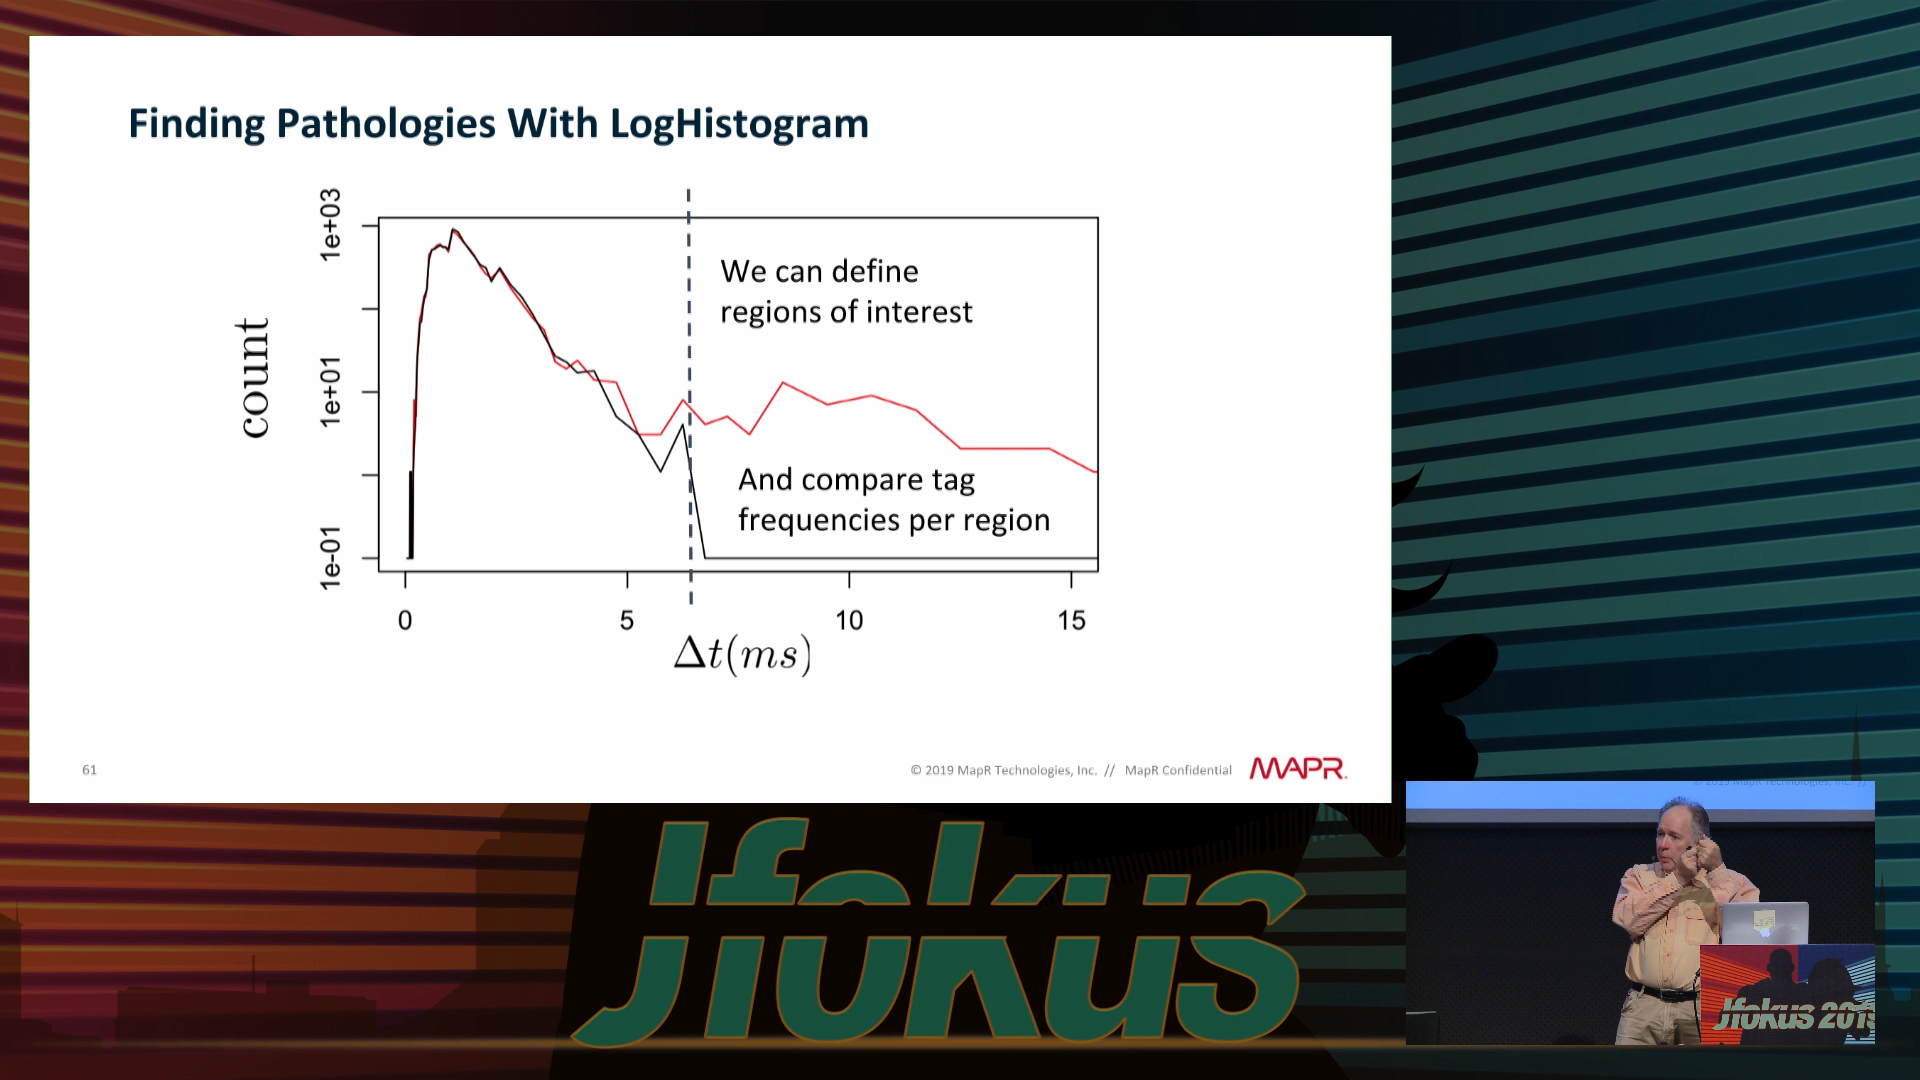 Finding Pathologies With LogHistogram
1e+03
We can define
regions of interest
count
1e+01
And compare tag
frequencies per region
1e-01
0 5 10 15
Δt(ms)
61
© 2019 MapR Technologies, Inc. // MapR Confidential
MAPR
Jfokus
Jfokus 2019